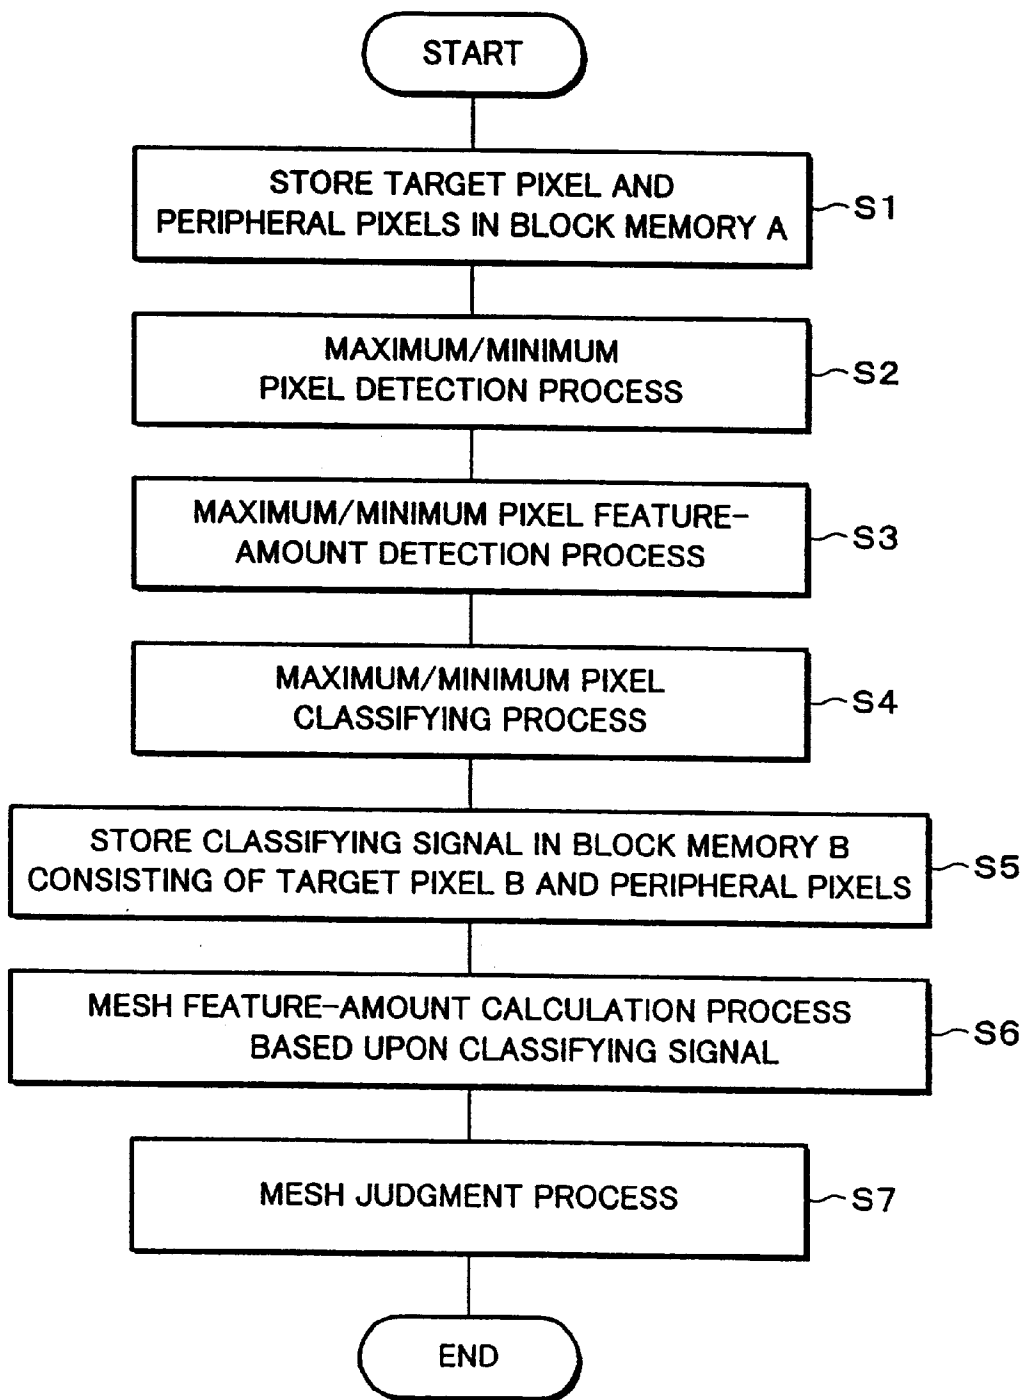 START
STORE TARGET PIXEL AND
PERIPHERAL PIXELS IN BLOCK MEMORY A
S1
MAXIMUM/MINIMUM
PIXEL DETECTION PROCESS
S2
MAXIMUM/MINIMUM PIXEL FEATURE-
AMOUNT DETECTION PROCESS
S3
MAXIMUM/MINIMUM PIXEL
CLASSIFYING PROCESS
S4
STORE CLASSIFYING SIGNAL IN BLOCK MEMORY B
CONSISTING OF TARGET PIXEL B AND PERIPHERAL PIXELS
S5
MESH FEATURE-AMOUNT CALCULATION PROCESS
BASED UPON CLASSIFYING SIGNAL
S6
MESH JUDGMENT PROCESS
S7
END